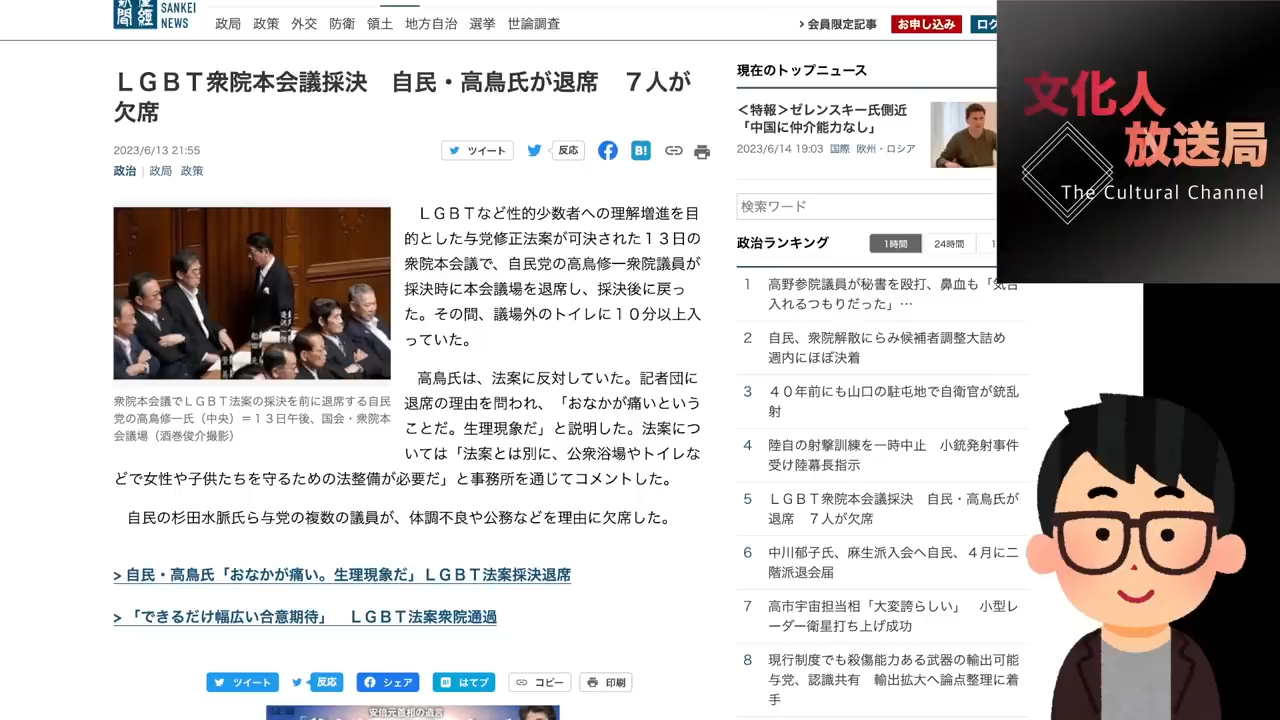 新聞
産經
SANKEI
NEWS
政局 政策 外交 防衛 領土 地方自治 選挙 世論調査
会員限定記事
お申し込み
ログ
ＬＧＢＴ衆院本会議採決　自民・高鳥氏が退席　７人が
欠席
2023/6/13 21:55
政治 | 政局 政策
ツイート
反応
B!
ＬＧＢＴなど性的少数者への理解増進を目
的とした与党修正法案が可決された１３日の
衆院本会議で、自民党の高鳥修一衆院議員が
採決時に本会議場を退席し、採決後に戻っ
た。その間、議場外のトイレに１０分以上入
っていた。
高鳥氏は、法案に反対していた。記者団に
退席の理由を問われ、「おなかが痛いという
ことだ。生理現象だ」と説明した。法案につ
いては「法案とは別に、公衆浴場やトイレな
どで女性や子供たちを守るための法整備が必要だ」と事務所を通じてコメントした。
自民の杉田水脈氏ら与党の複数の議員が、体調不良や公務などを理由に欠席した。
衆院本会議でＬＧＢＴ法案の採決を前に退席する自民
党の高鳥修一氏（中央）＝１３日午後、国会・衆院本
会議場（酒巻俊介撮影）
> 自民・高鳥氏「おなかが痛い。生理現象だ」ＬＧＢＴ法案採決退席
> 「できるだけ幅広い合意期待」　ＬＧＢＴ法案衆院通過
ツイート
反応
シェア
B! はてブ
コピー
印刷
安倍元首相の遺言
現在のトップニュース
＜特報＞ゼレンスキー氏側近
「中国に仲介能力なし」
2023/6/14 19:03 国際 欧州・ロシア
検索ワード
政治ランキング
1時間
24時間
1
1 高野参院議員が秘書を殴打、鼻血も「気合
入れるつもりだった」…
2 自民、衆院解散にらみ候補者調整大詰め
週内にほぼ決着
3 ４０年前にも山口の駐屯地で自衛官が銃乱
射
4 陸自の射撃訓練を一時中止　小銃発射事件
受け陸幕長指示
5 ＬＧＢＴ衆院本会議採決　自民・高鳥氏が
退席　７人が欠席
6 中川郁子氏、麻生派入会へ自民、４月に二
階派退会届
7 高市宇宙担当相「大変誇らしい」　小型レ
ーダー衛星打ち上げ成功
8 現行制度でも殺傷能力ある武器の輸出可能
与党、認識共有　輸出拡大へ論点整理に着
手
文化人
放送局
The Cultural Channel